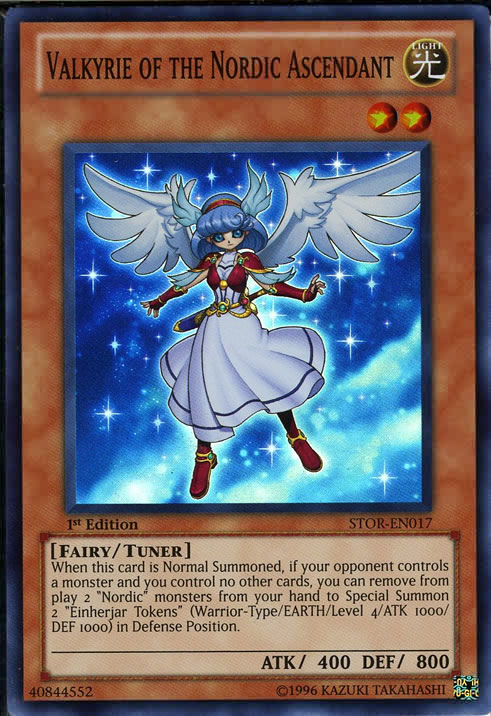 VALKYRIE OF THE NORDIC ASCENDANT
LIGHT
光
1st Edition
STOR-EN017
[FAIRY/TUNER]
When this card is Normal Summoned, if your opponent controls
a monster and you control no other cards, you can remove from
play 2 "Nordic" monsters from your hand to Special Summon
2 "Einherjar Tokens" (Warrior-Type/EARTH/Level 4/ATK 1000/
DEF 1000) in Defense Position.
ATK/ 400 DEF/ 800
40844552
©1996 KAZUKI TAKAHASHI